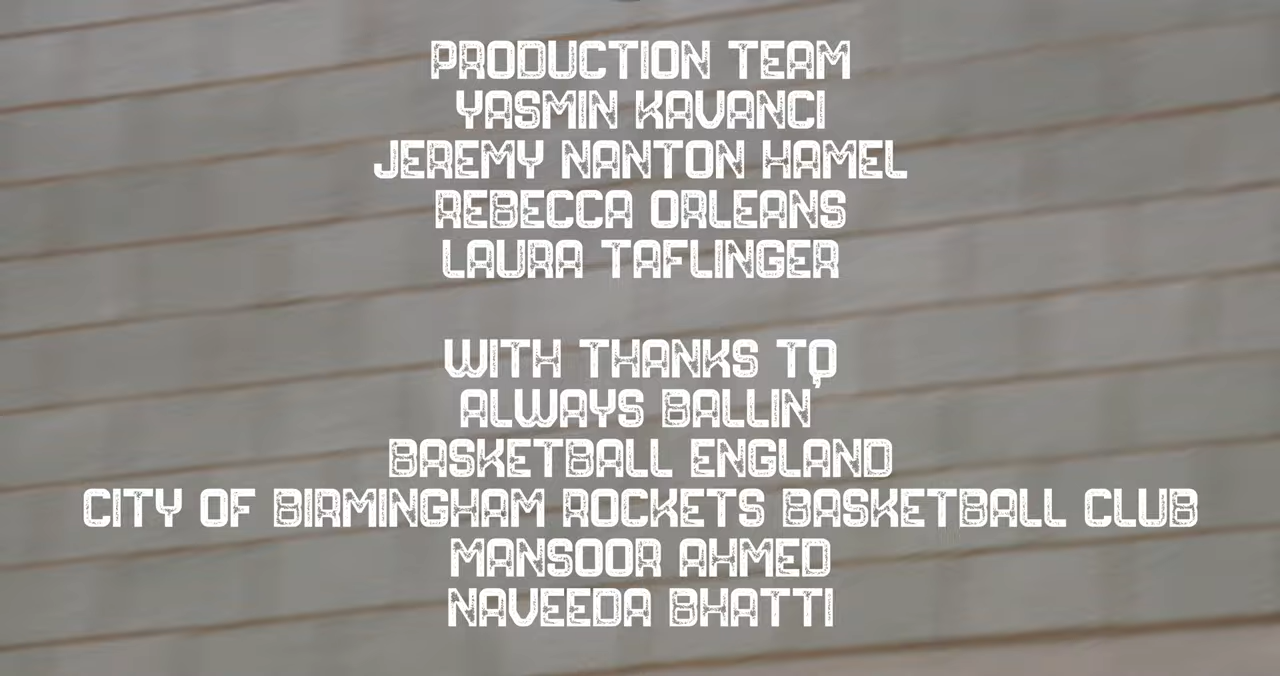 PRODUCTION TEAM
YASMIN KAVANCI
JEREMY NANTON HAMEL
REBECCA ORLEANS
LAURA TAFLINGER
WITH THANKS TO
ALWAYS BALLIN'
BASKETBALL ENGLAND
CITY OF BIRMINGHAM ROCKETS BASKETBALL CLUB
MANSOOR AHMED
NAVEEDA BHATTI